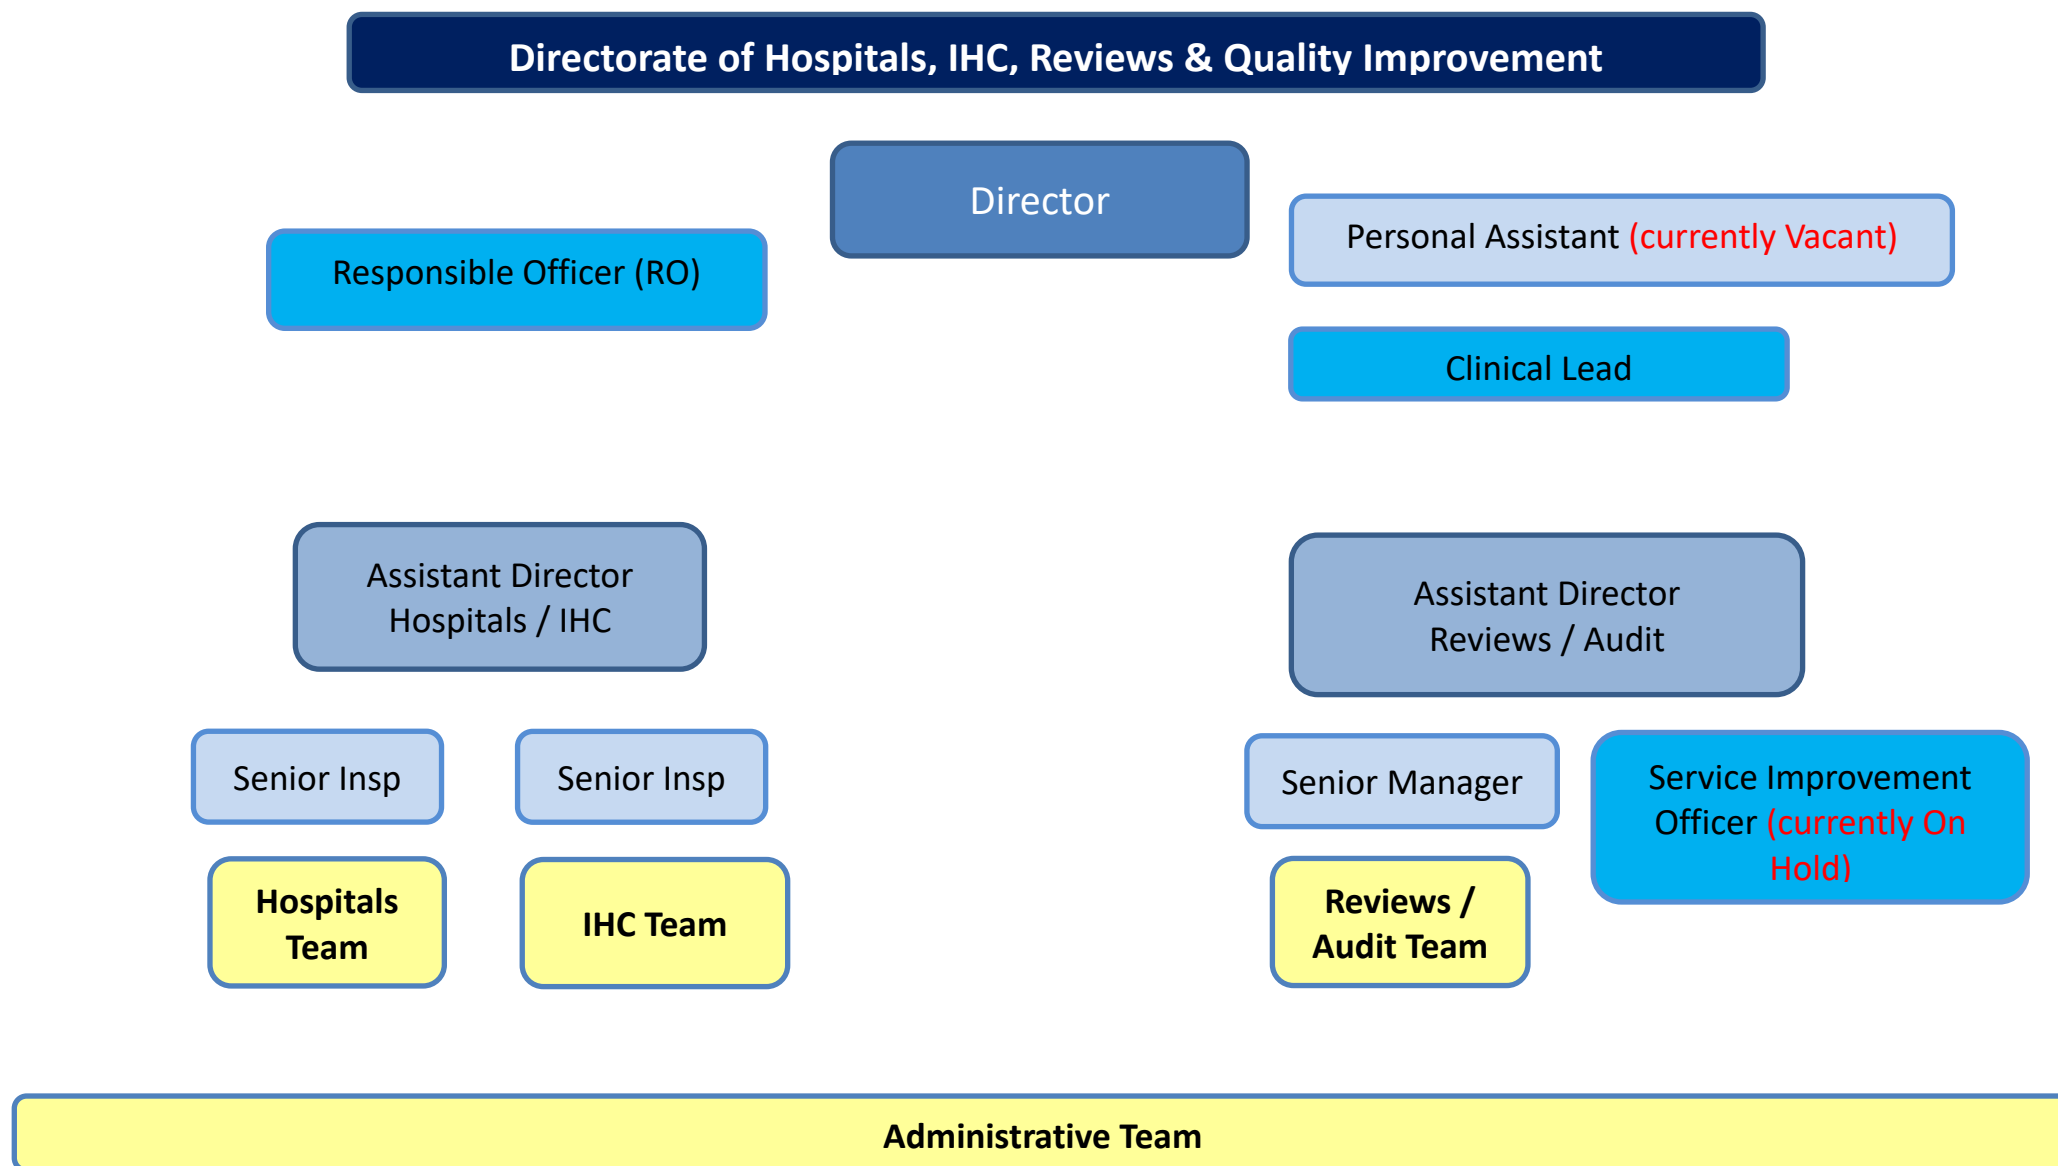 Directorate of Hospitals, IHC, Reviews & Quality Improvement
Director
Personal Assistant (currently Vacant)
Responsible Officer (RO)
Clinical Lead
Assistant Director
Hospitals / IHC
Assistant Director
Reviews / Audit
Senior Insp
Senior Insp
Senior Manager
Service Improvement
Officer (currently On
Hold)
Hospitals
Team
IHC Team
Reviews /
Audit Team
Administrative Team